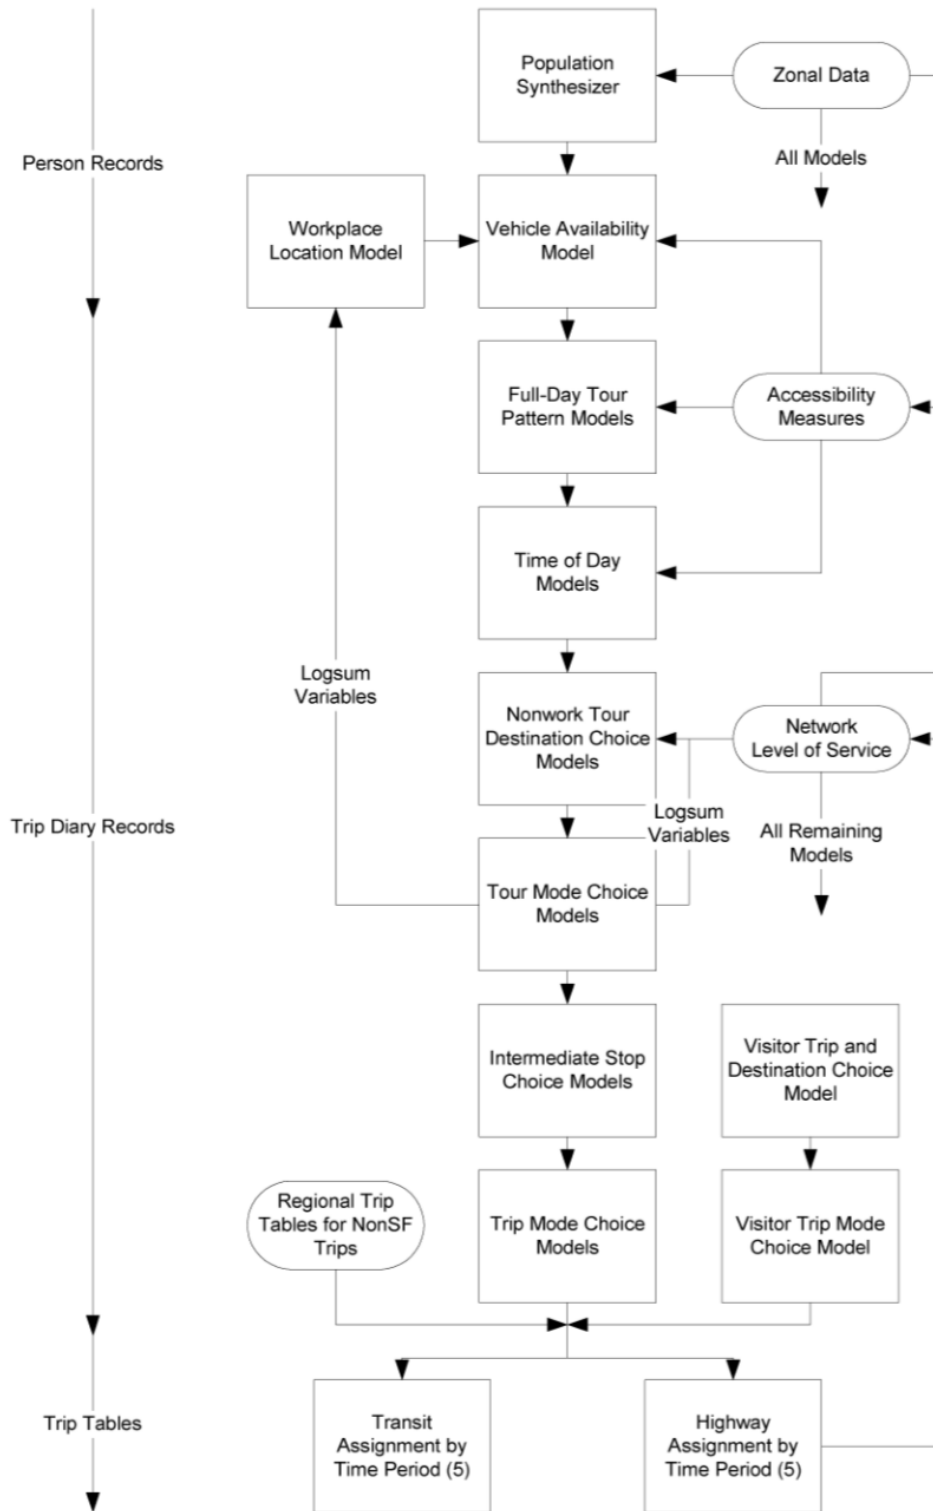 Population
Synthesizer
Zonal Data
All Models
Person Records
Workplace
Location Model
Vehicle Availability
Model
Full-Day Tour
Pattern Models
Accessibility
Measures
Time of Day
Models
Logsum
Variables
Nonwork Tour
Destination Choice
Models
Network
Level of Service
Logsum
Variables
All Remaining
Models
Trip Diary Records
Tour Mode Choice
Models
Intermediate Stop
Choice Models
Visitor Trip and
Destination Choice
Model
Regional Trip
Tables for NonSF
Trips
Trip Mode Choice
Models
Visitor Trip Mode
Choice Model
Trip Tables
Transit
Assignment by
Time Period (5)
Highway
Assignment by
Time Period (5)